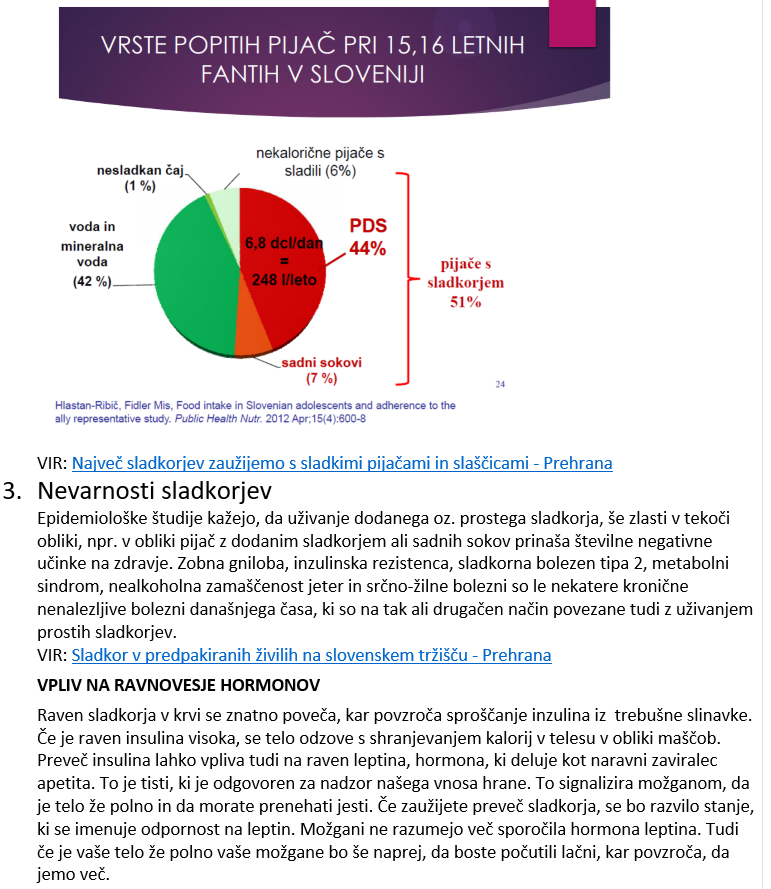 VRSTE POPITIH PIJAČ PRI 15,16 LETNIH
FANTIH V SLOVENIJI
nekalorične pijače s
sladili (6%)
nesladkan čaj
(1 %)
voda in
mineralna
voda
(42 %)
6,8 dcl/dan
=
248 l/leto
PDS
44%
pijače s
sladkorjem
51%
sadni sokovi
(7 %)
24
Hlastan-Ribič, Fidler Mis, Food intake in Slovenian adolescents and adherence to the
ally representative study. Public Health Nutr. 2012 Apr;15(4):600-8
VIR: Največ sladkorjev zaužijemo s sladkimi pijačami in slaščicami - Prehrana
3. Nevarnosti sladkorjev
Epidemiološke študije kažejo, da uživanje dodanega oz. prostega sladkorja, še zlasti v tekoči
obliki, npr. v obliki pijač z dodanim sladkorjem ali sadnih sokov prinaša številne negativne
učinke na zdravje. Zobna gniloba, inzulinska rezistenca, sladkorna bolezen tipa 2, metabolni
sindrom, nealkoholna zamaščenost jeter in srčno-žilne bolezni so le nekatere kronične
nenalezljive bolezni današnjega časa, ki so na tak ali drugačen način povezane tudi z uživanjem
prostih sladkorjev.
VIR: Sladkor v predpakiranih živilih na slovenskem tržišču - Prehrana
VPLIV NA RAVNOVESJE HORMONOV
Raven sladkorja v krvi se znatno poveča, kar povzroča sproščanje inzulina iz  trebušne slinavke.
Če je raven insulina visoka, se telo odzove s shranjevanjem kalorij v telesu v obliki maščob.
Preveč insulina lahko vpliva tudi na raven leptina, hormona, ki deluje kot naravni zaviralec
apetita. To je tisti, ki je odgovoren za nadzor našega vnosa hrane. To signalizira možganom, da
je telo že polno in da morate prenehati jesti. Če zaužijete preveč sladkorja, se bo razvilo stanje,
ki se imenuje odpornost na leptin. Možgani ne razumejo več sporočila hormona leptina. Tudi
če je vaše telo že polno vaše možgane bo še naprej, da boste počutili lačni, kar povzroča, da
jemo več.